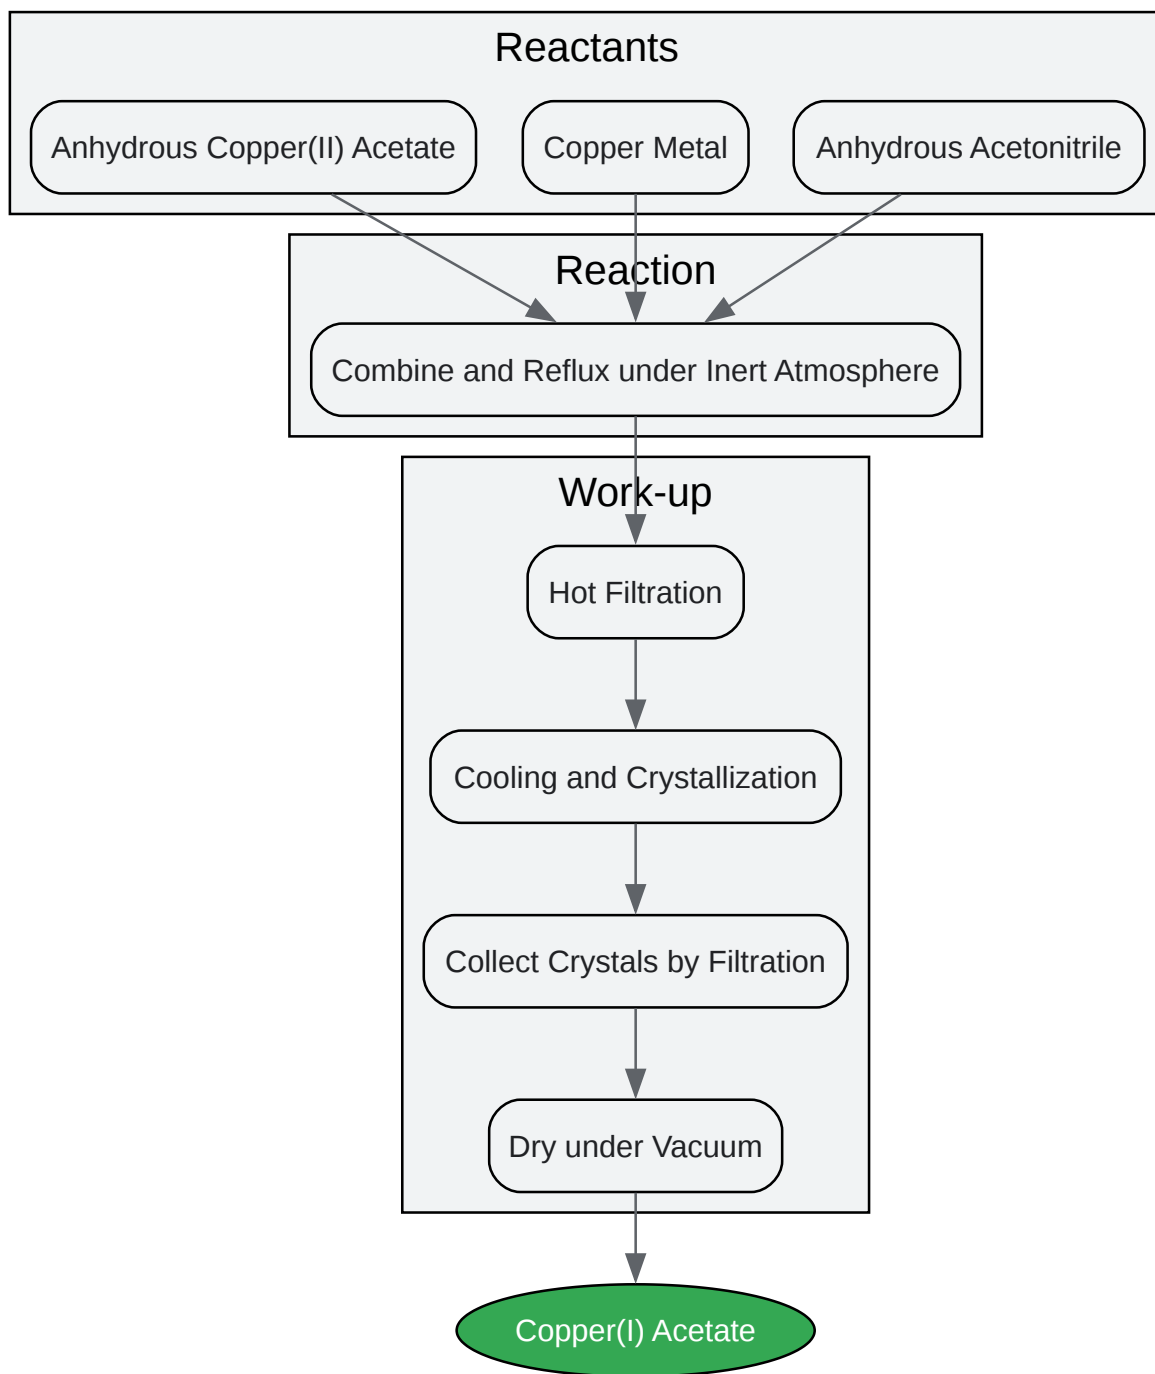 Reactants
Anhydrous Copper(II) Acetate
Copper Metal
Anhydrous Acetonitrile
Reaction
Combine and Reflux under Inert Atmosphere
Work-up
Hot Filtration
Cooling and Crystallization
Collect Crystals by Filtration
Dry under Vacuum
Copper(I) Acetate